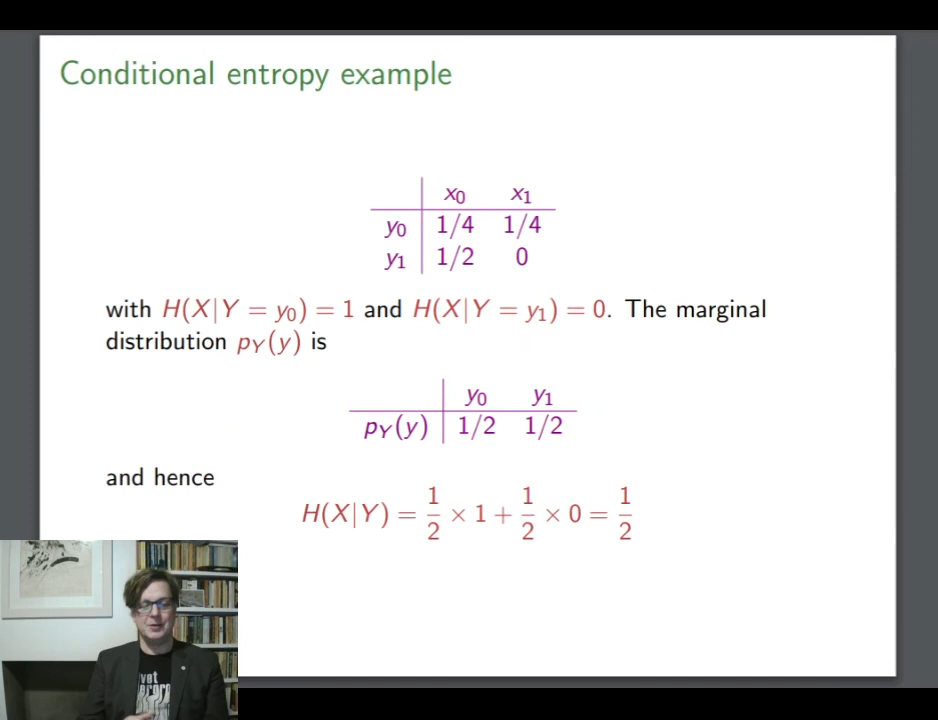 Conditional entropy example
x0 x1
y0 1/4 1/4
y1 1/2 0
with H(X|Y = y0) = 1 and H(X|Y = y1) = 0. The marginal
distribution pY(y) is
y0 y1
pY(y) 1/2 1/2
and hence
H(X|Y) = 1/2 × 1 + 1/2 × 0 = 1/2
vet